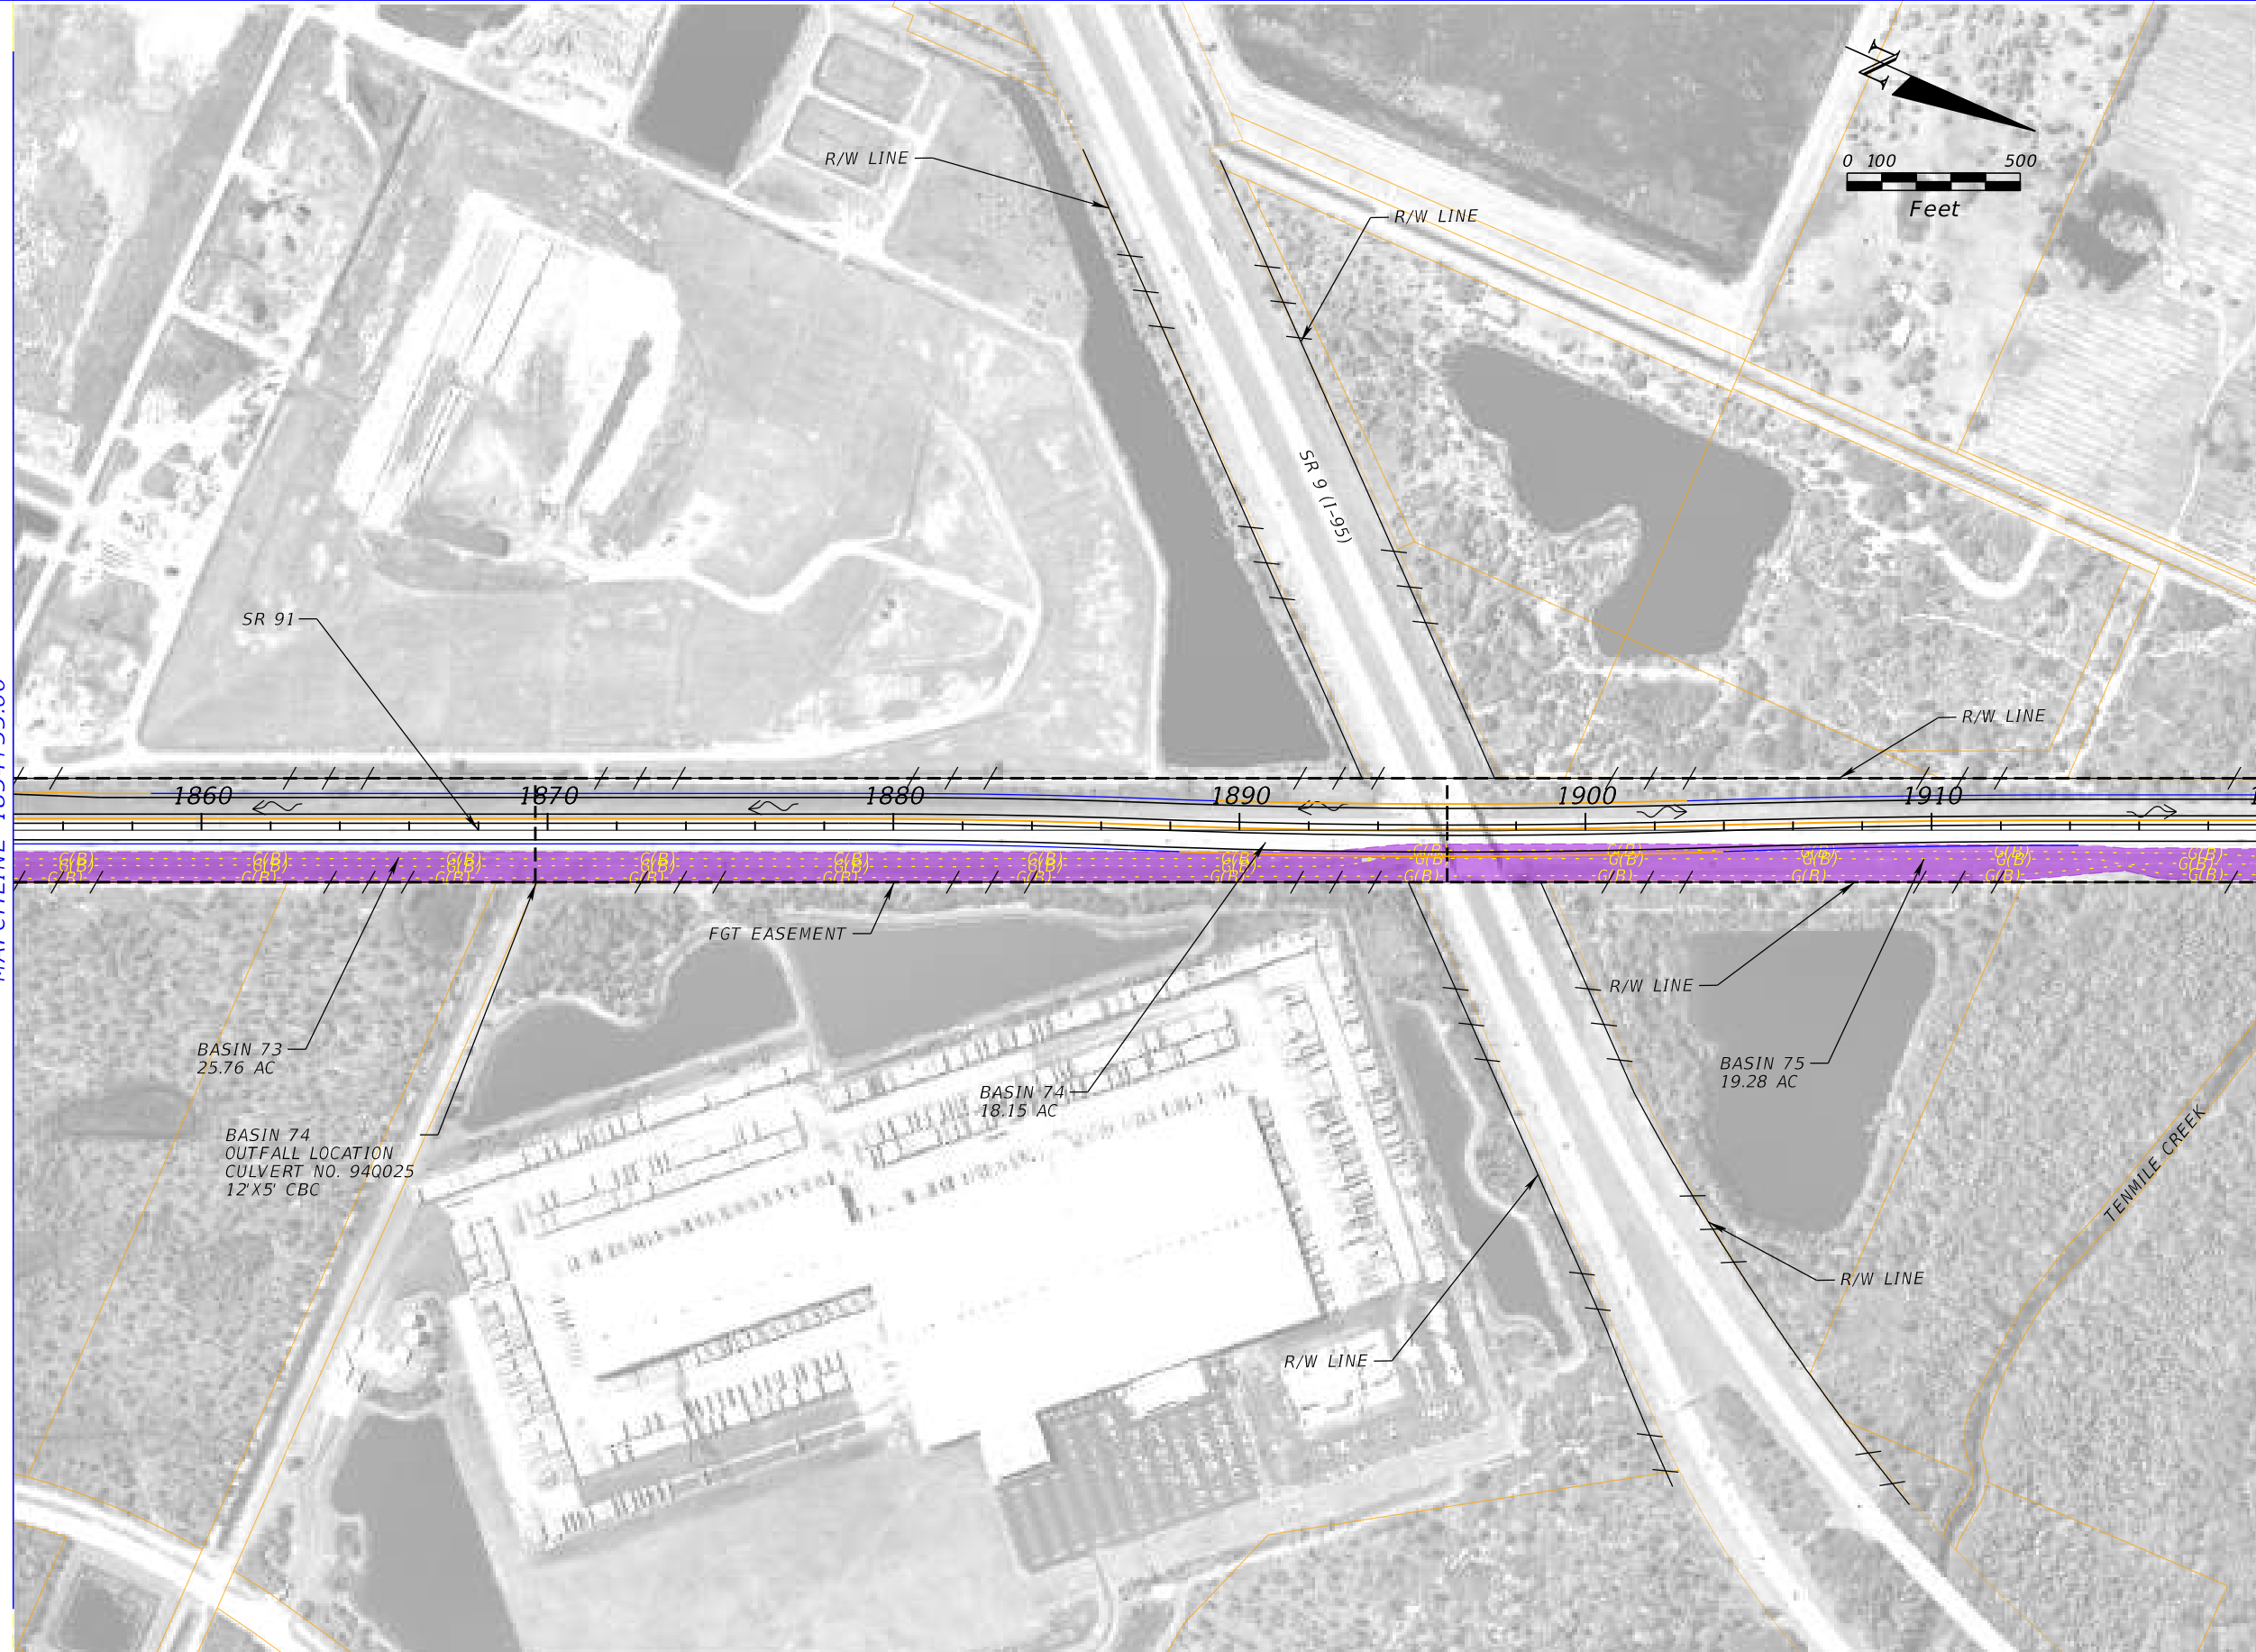 N
0 100 500
Feet
R/W LINE
R/W LINE
SR 9 (I-95)
SR 91
R/W LINE
1860
1870
1880
1890
1900
1910
G(B) G(B) G(B) G(B) G(B) G(B) G(B) G(B) G(B) G(B) G(B) G(B)
G(B) G(B) G(B) G(B) G(B) G(B) G(B) G(B) G(B) G(B) G(B) G(B)
FGT EASEMENT
R/W LINE
BASIN 73
25.76 AC
BASIN 74
18.15 AC
BASIN 75
19.28 AC
BASIN 74
OUTFALL LOCATION
CULVERT NO. 94Q025
12'X5' CBC
TENMILE CREEK
R/W LINE
R/W LINE